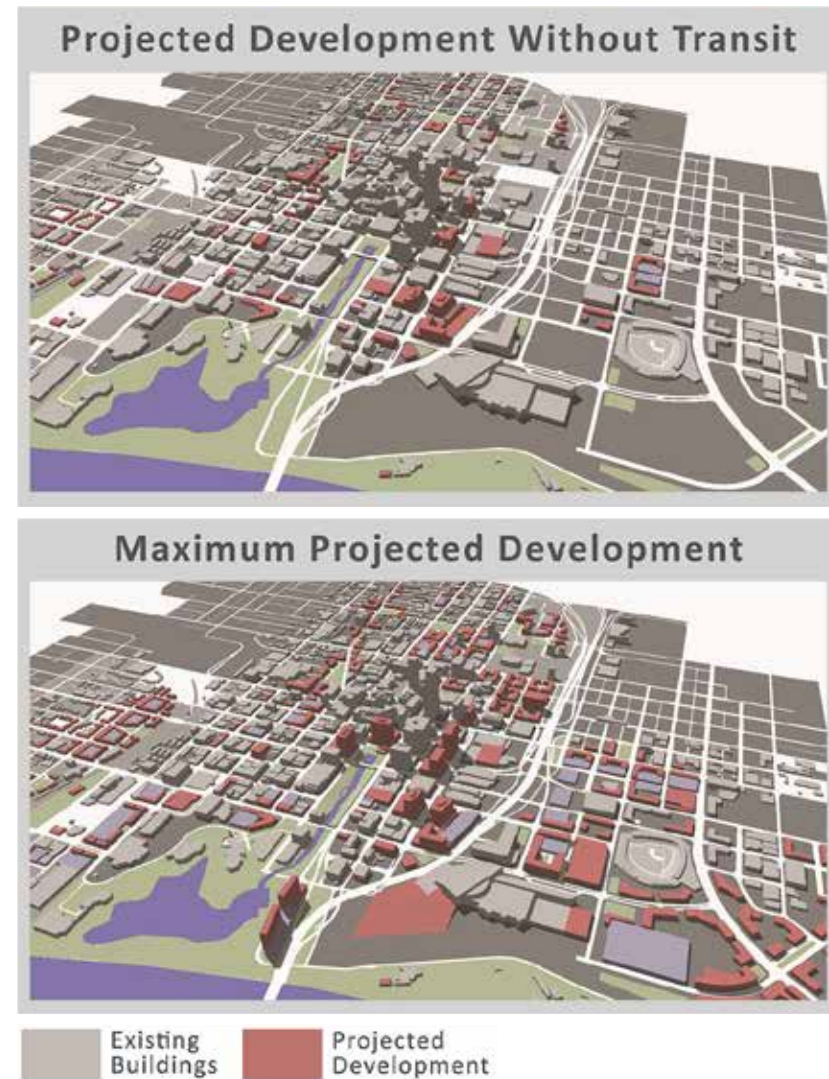 Projected Development Without Transit
Maximum Projected Development
Existing
Buildings
Projected
Development